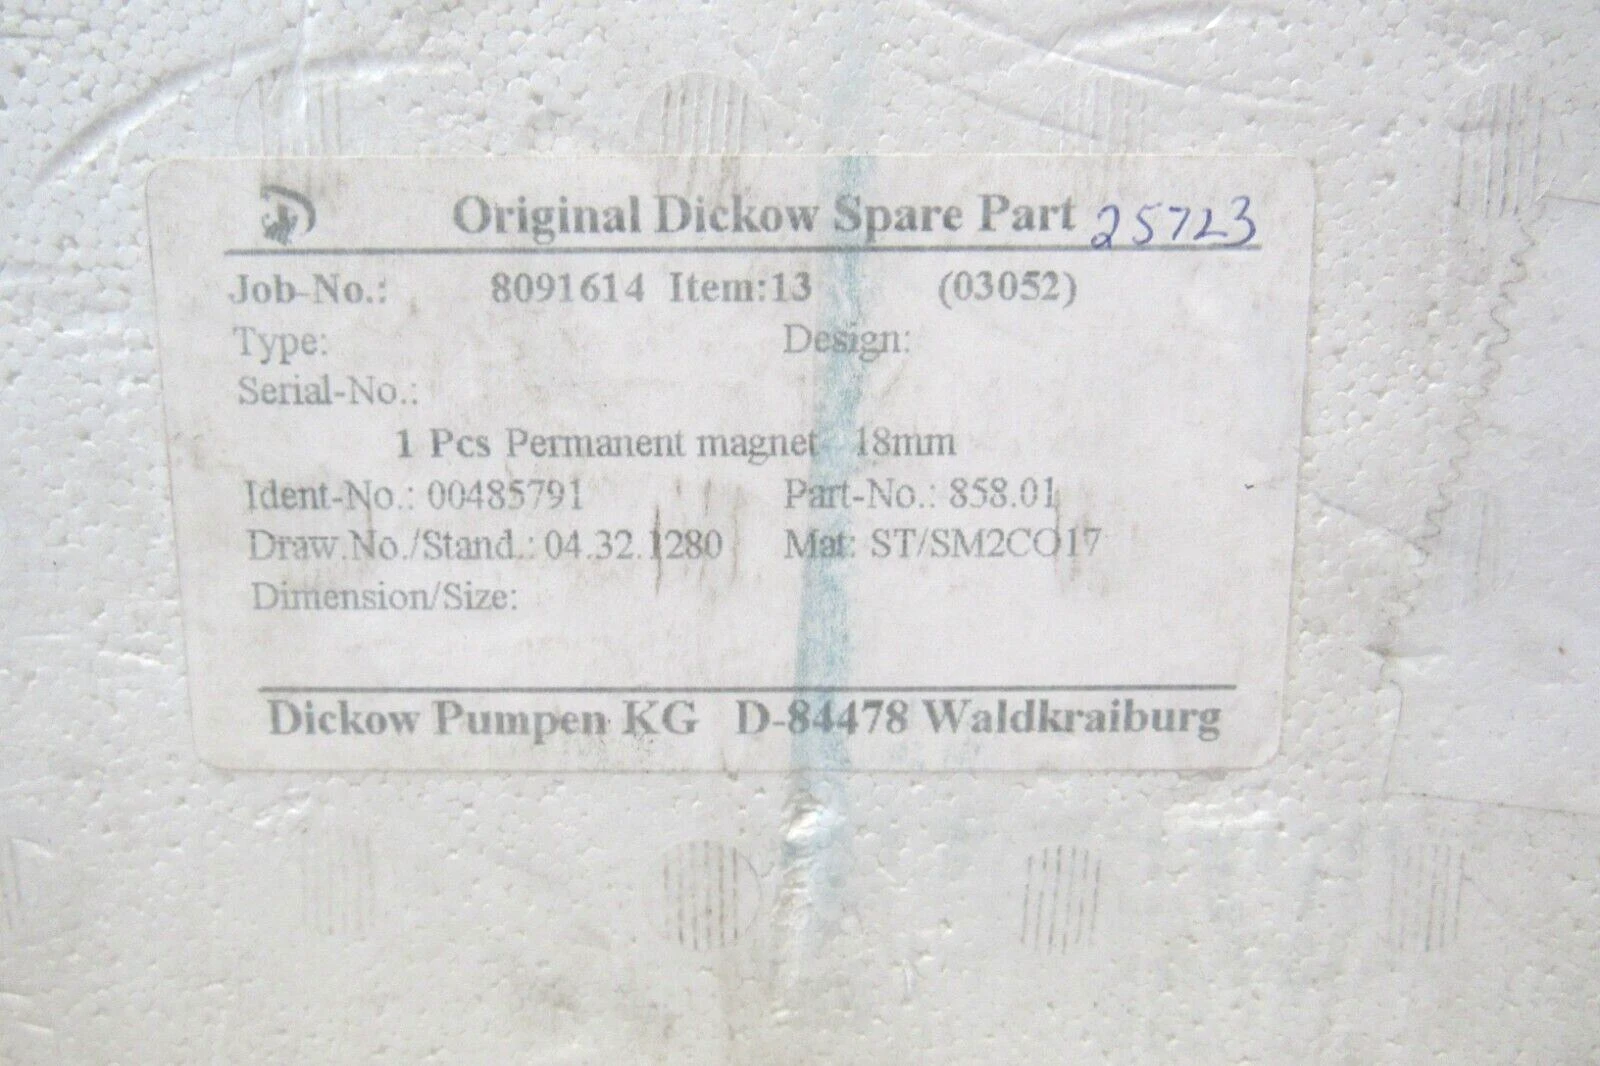 Original Dickow Spare Part 25723
Job-No.: 8091614 Item:13 (03052)
Type: Design:
Serial-No.:
1 Pcs Permanent magnet 18mm
Ident-No.: 00485791 Part-No.: 858.01
Draw.No./Stand.: 04.32.1280 Mat: ST/SM2CO17
Dimension/Size:
Dickow Pumpen KG D-84478 Waldkraiburg